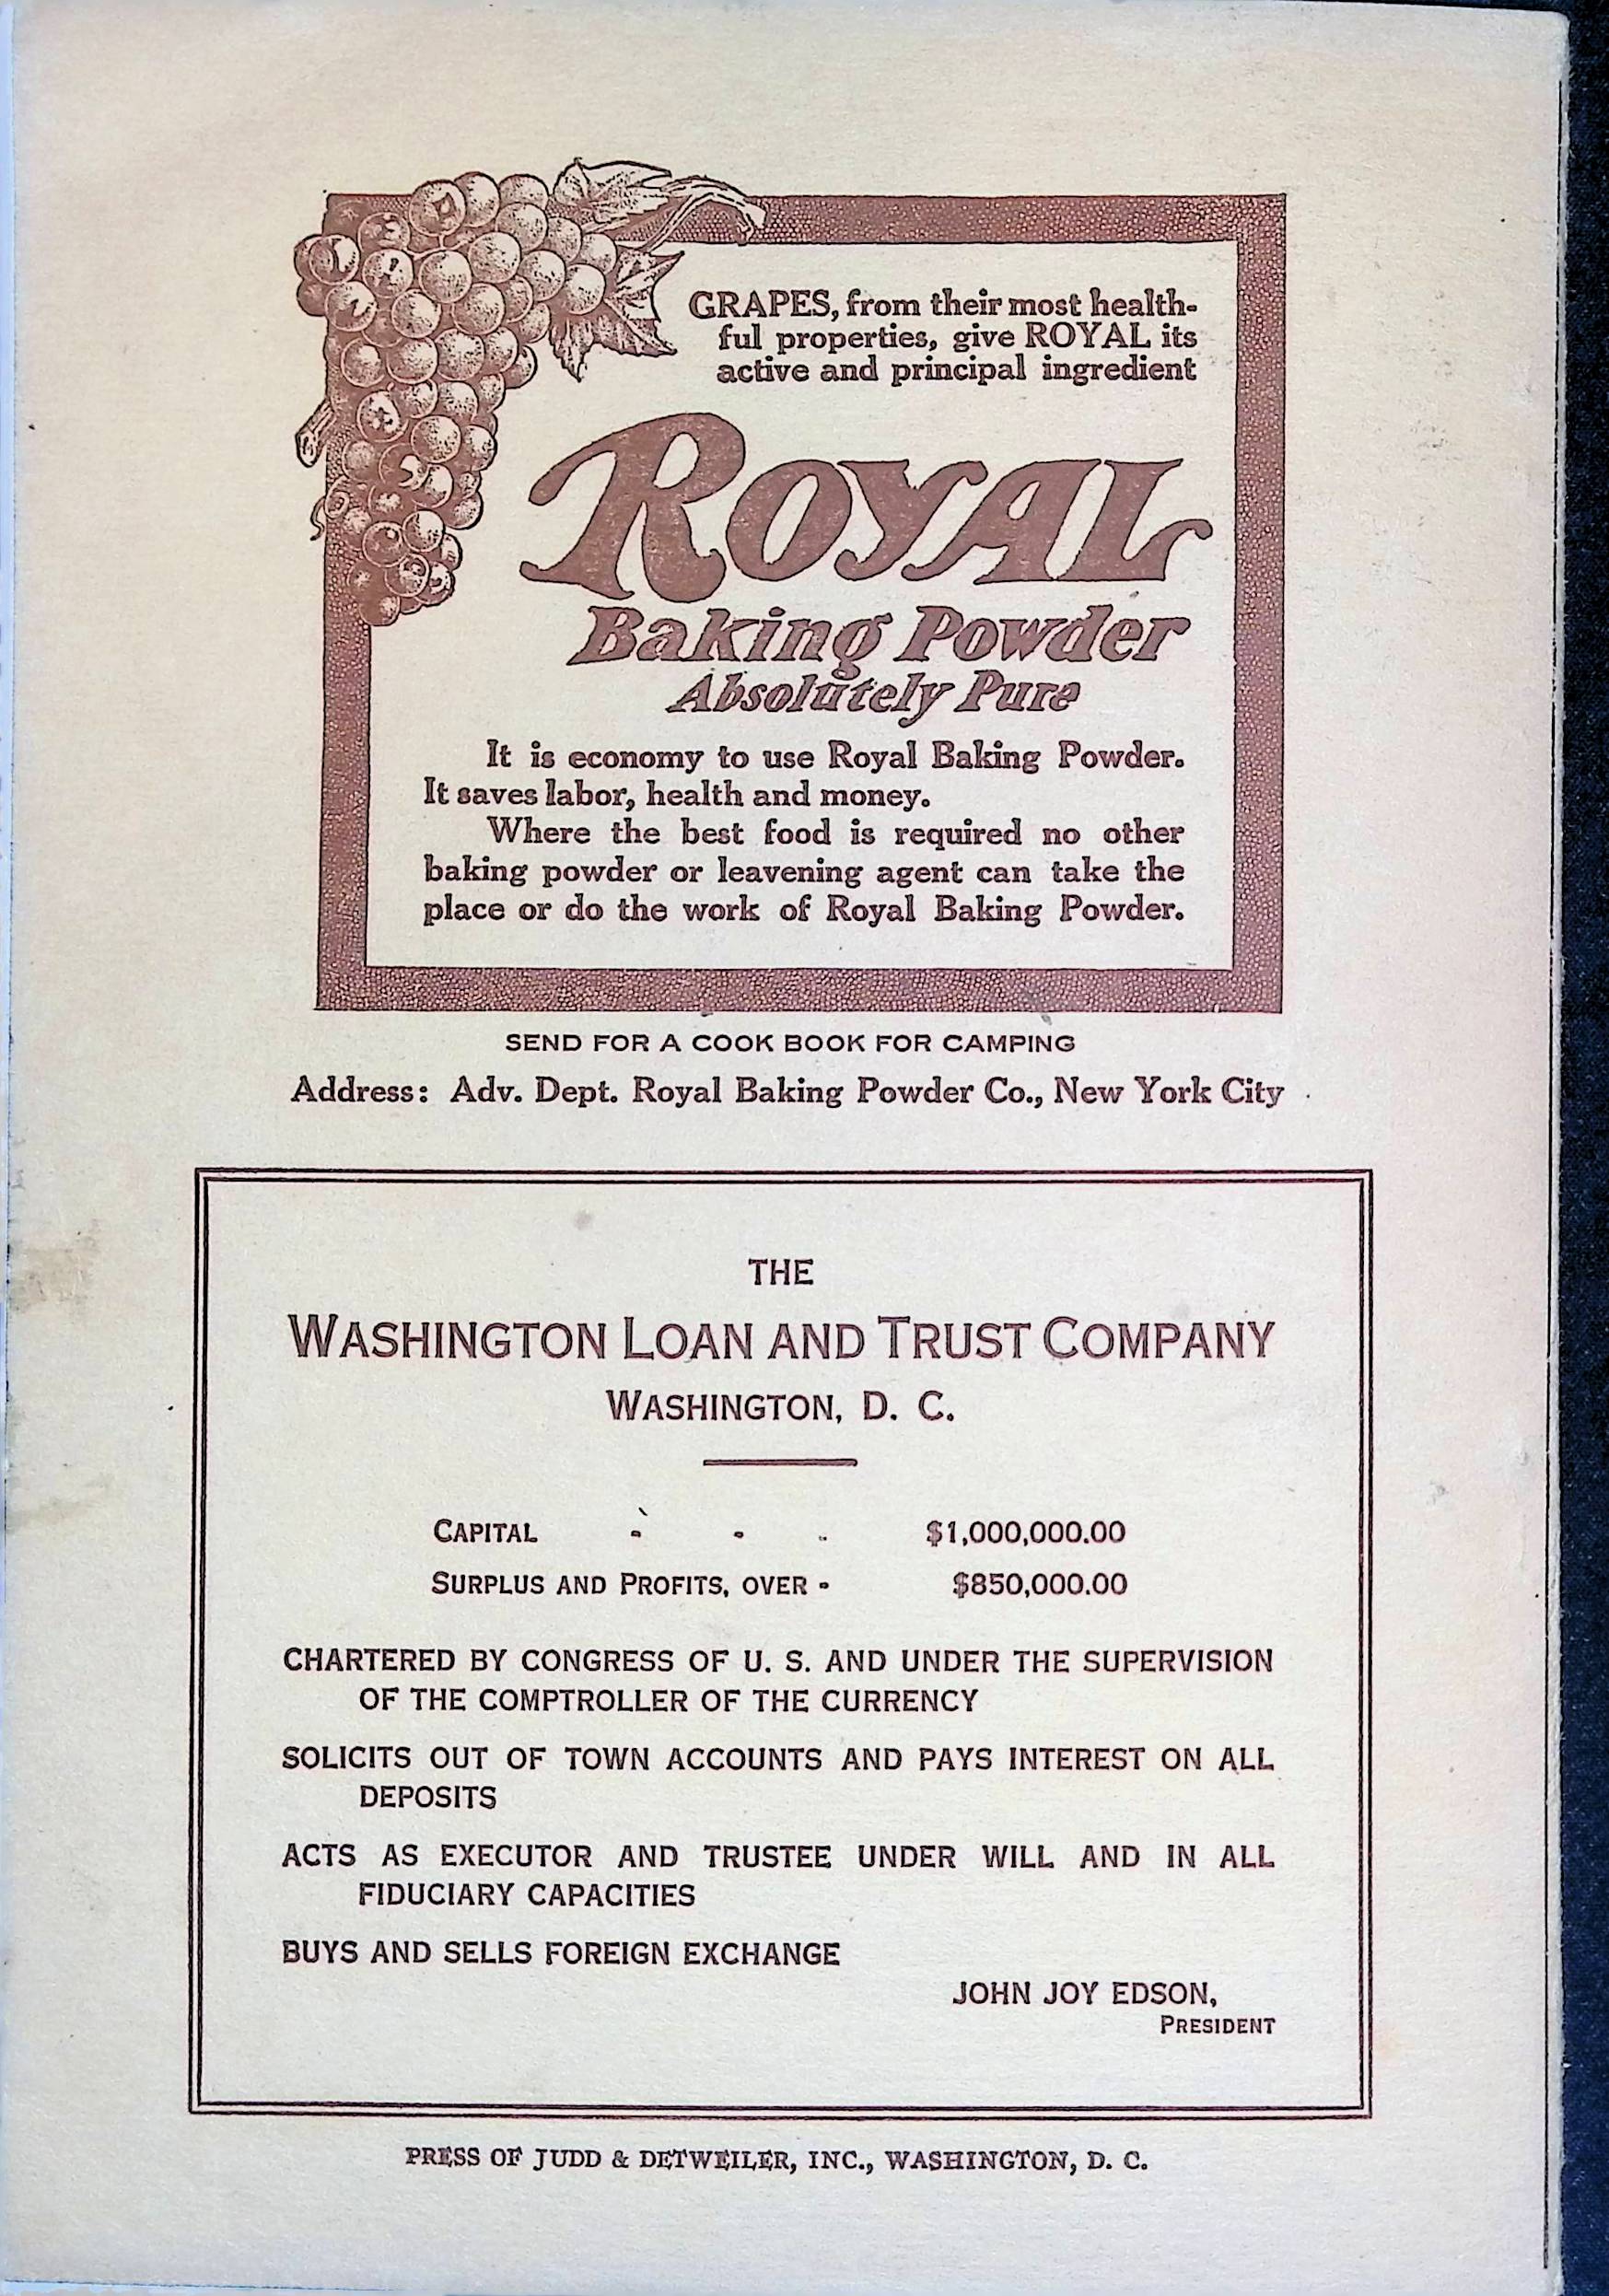 GRAPES, from their most health-
ful properties, give ROYAL its
active and principal ingredient
ROYAL
Baking Powder
Absolutely Pure
It is economy to use Royal Baking Powder.
It saves labor, health and money.
Where the best food is required no other
baking powder or leavening agent can take the
place or do the work of Royal Baking Powder.
SEND FOR A COOK BOOK FOR CAMPING
Address: Adv. Dept. Royal Baking Powder Co., New York City
THE
WASHINGTON LOAN AND TRUST COMPANY
WASHINGTON, D. C.
CAPITAL - - - $1,000,000.00
SURPLUS AND PROFITS, OVER - $850,000.00
CHARTERED BY CONGRESS OF U. S. AND UNDER THE SUPERVISION
OF THE COMPTROLLER OF THE CURRENCY
SOLICITS OUT OF TOWN ACCOUNTS AND PAYS INTEREST ON ALL
DEPOSITS
ACTS AS EXECUTOR AND TRUSTEE UNDER WILL AND IN ALL
FIDUCIARY CAPACITIES
BUYS AND SELLS FOREIGN EXCHANGE
JOHN JOY EDSON,
PRESIDENT
PRESS OF JUDD & DETWEILER, INC., WASHINGTON, D. C.